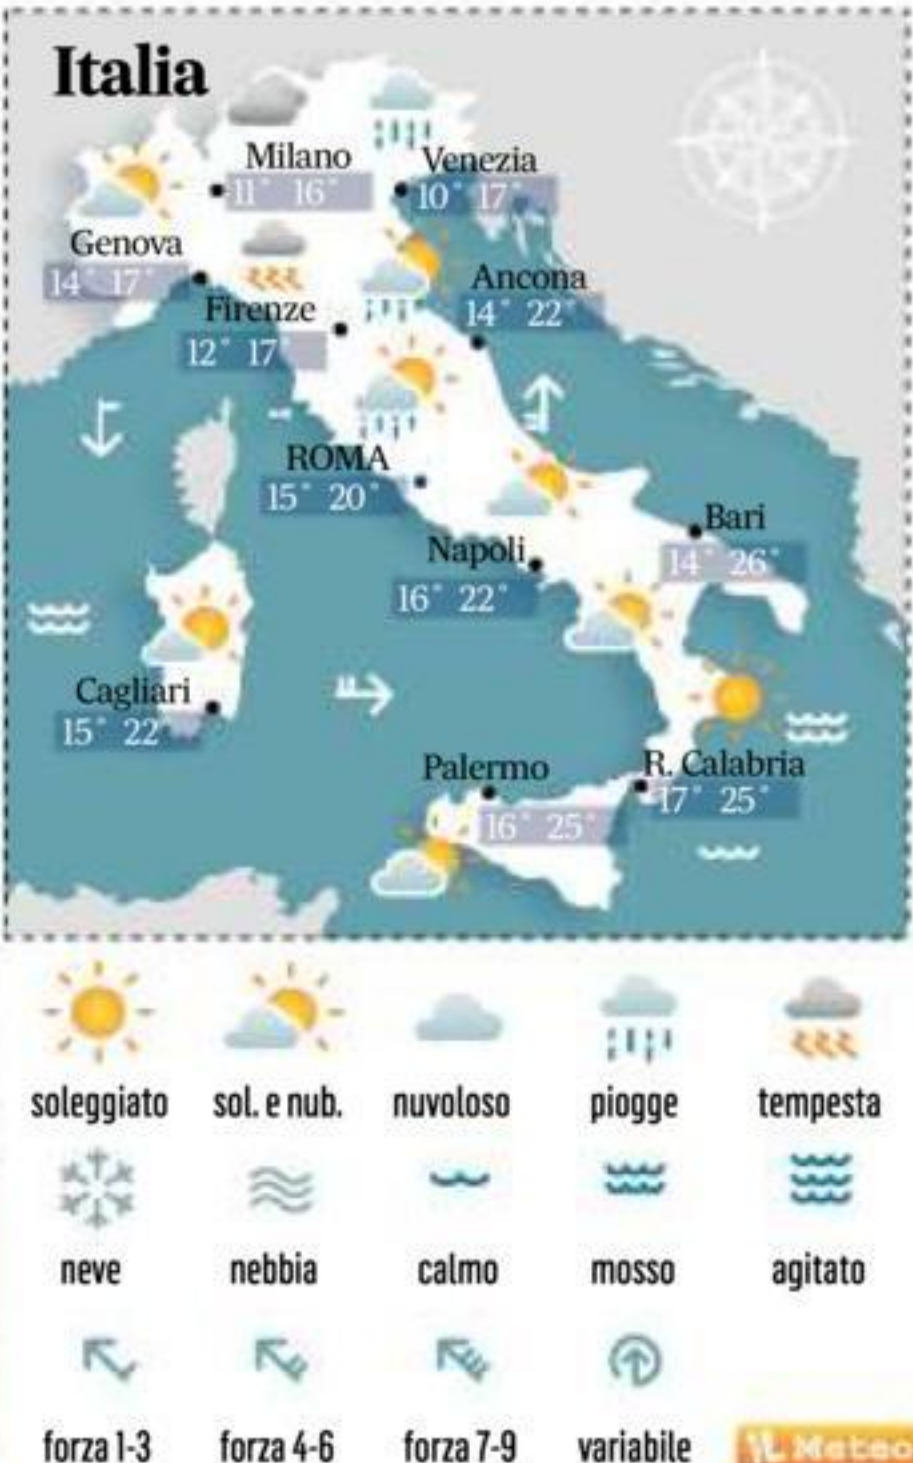 Italia
Milano
11° 16°
Venezia
10° 17°
Genova
14° 17°
Firenze
12° 17°
Ancona
14° 22°
ROMA
15° 20°
Bari
14° 26°
Napoli
16° 22°
Cagliari
15° 22°
Palermo
16° 25°
R. Calabria
17° 25°
soleggiato sol. e nub. nuvoloso piogge tempesta
neve nebbia calmo mosso agitato
forza 1-3 forza 4-6 forza 7-9 variabile
Meteo